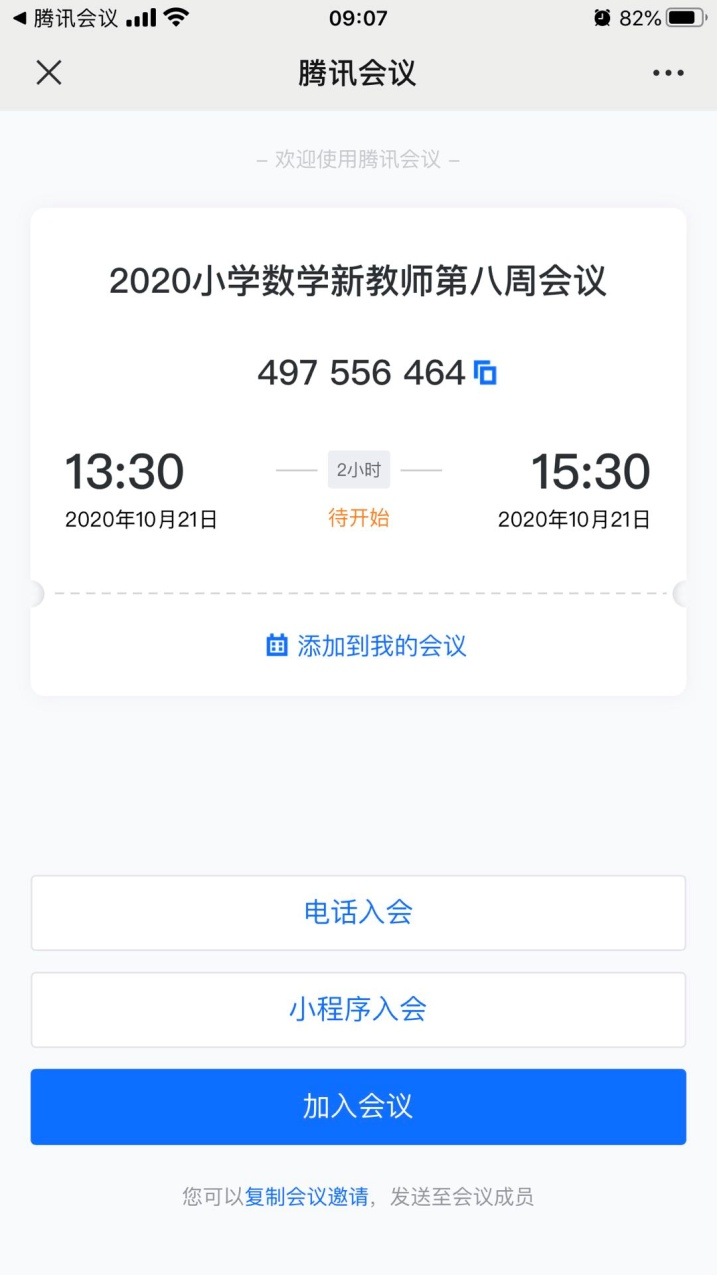 腾讯会议 09:07 82%
腾讯会议
– 欢迎使用腾讯会议 –
2020小学数学新教师第八周会议
497 556 464
13:30 2小时 15:30
2020年10月21日 待开始 2020年10月21日
添加到我的会议
电话入会
小程序入会
加入会议
您可以复制会议邀请，发送至会议成员